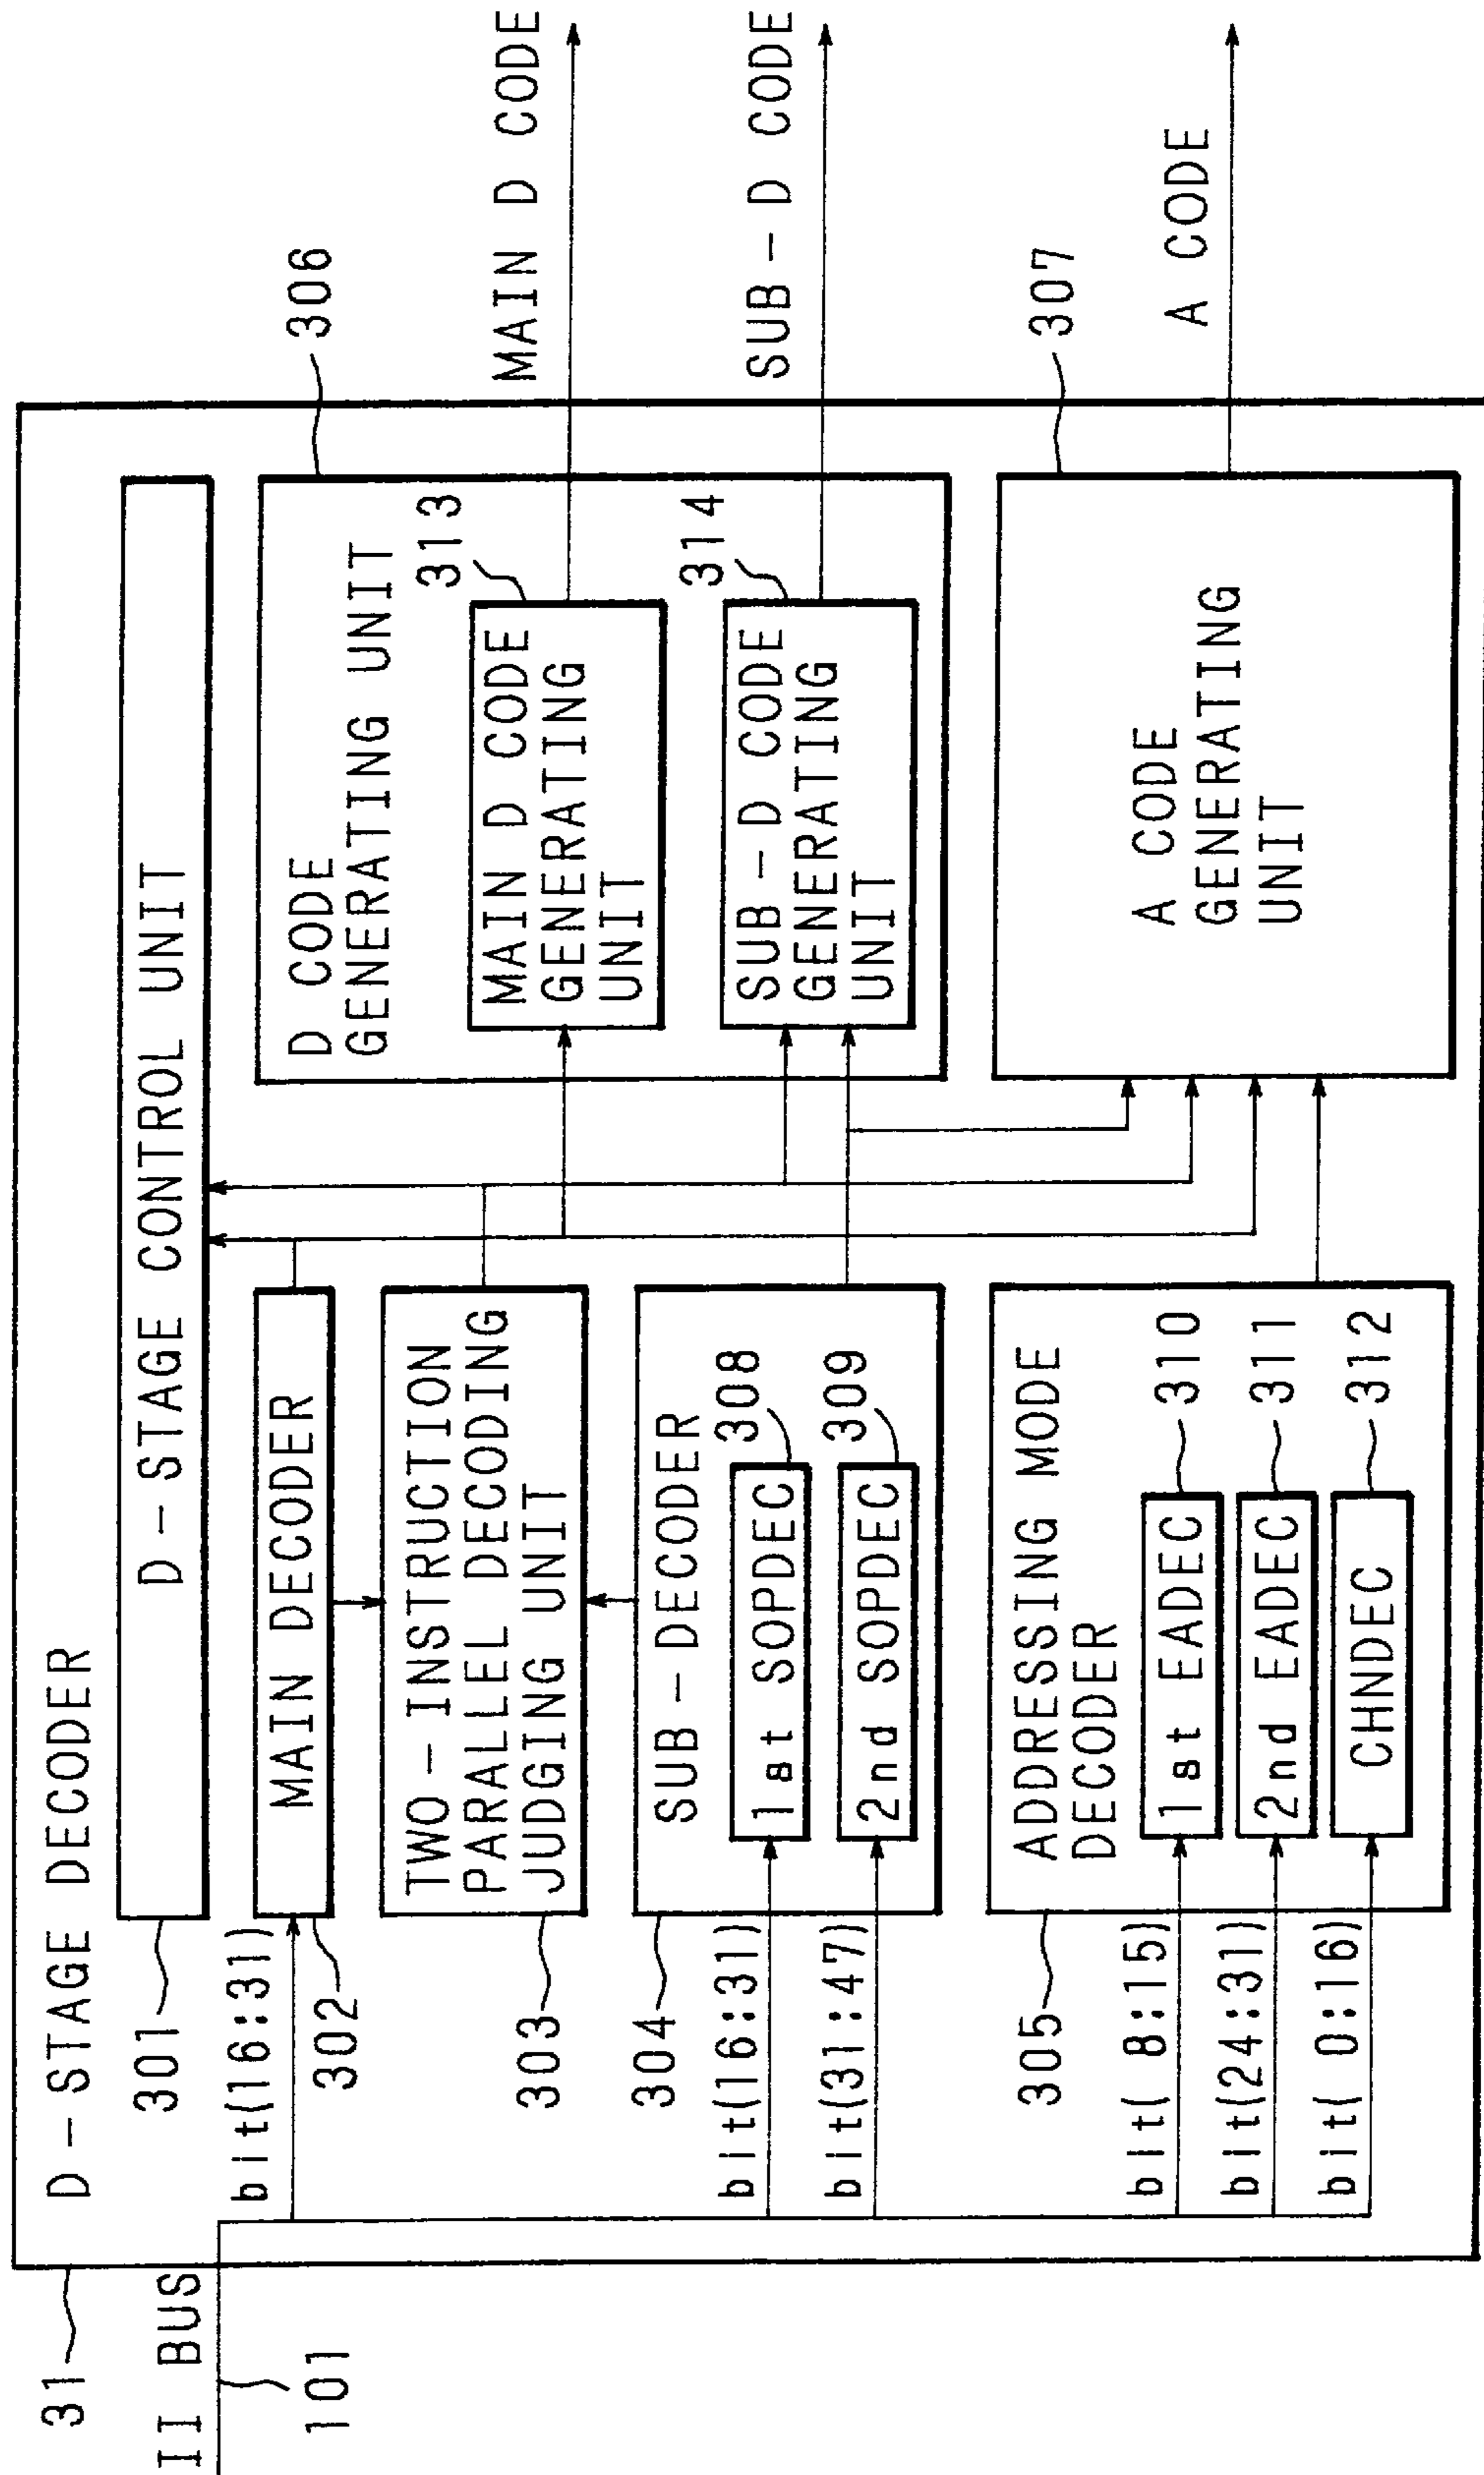 D-STAGE DECODER
31
II BUS
101
301
D-STAGE CONTROL UNIT
bit(16:31)
302
MAIN DECODER
303
TWO-INSTRUCTION
PARALLEL DECODING
JUDGING UNIT
304
SUB-DECODER
bit(16:31)
1st SOPDEC
308
bit(31:47)
2nd SOPDEC
309
305
ADDRESSING MODE
DECODER
bit( 8:15)
1st EADEC
310
bit(24:31)
2nd EADEC
311
bit( 0:16)
CHNDEC
312
306
D CODE
GENERATING UNIT
313
MAIN D CODE
GENERATING
UNIT
314
SUB-D CODE
GENERATING
UNIT
307
A CODE
GENERATING
UNIT
MAIN D CODE
SUB-D CODE
A CODE